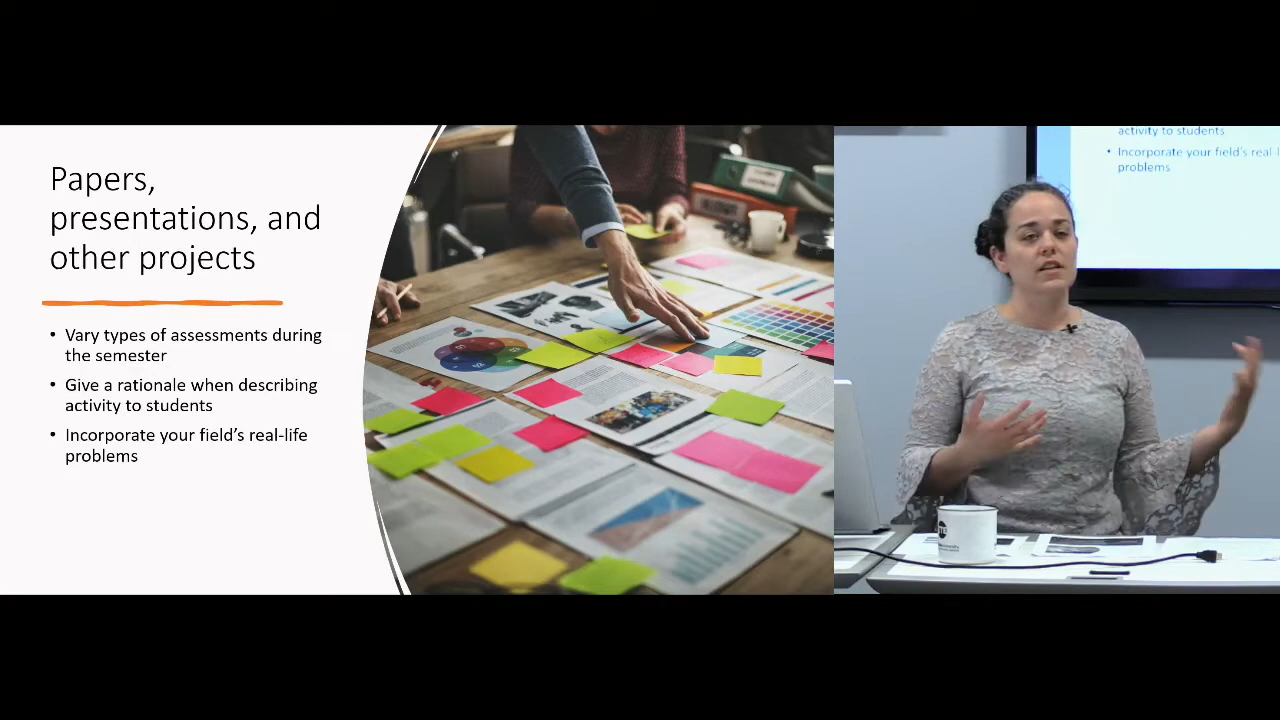 Papers,
presentations, and
other projects
• Vary types of assessments during
the semester
• Give a rationale when describing
activity to students
• Incorporate your field's real-life
problems
activity to students
• Incorporate your field's real-l
problems